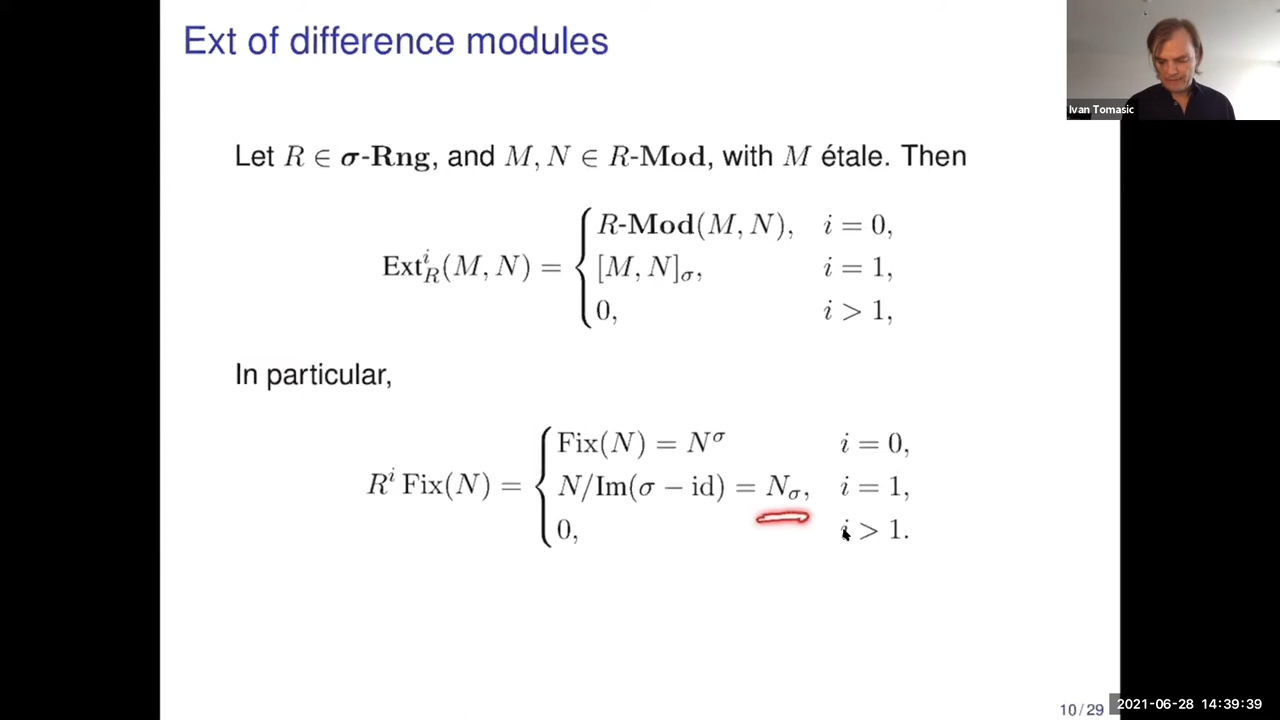 Ext of difference modules
Ivan Tomasic
Let R ∈ σ-Rng, and M, N ∈ R-Mod, with M étale. Then
Ext^i_R(M, N) = { R-Mod(M, N), i = 0,
[M, N]_σ, i = 1,
0, i > 1,
In particular,
R^i Fix(N) = { Fix(N) = N^σ i = 0,
N/Im(σ − id) = N_σ, i = 1,
0, i > 1.
10 / 29
2021-06-28 14:39:39